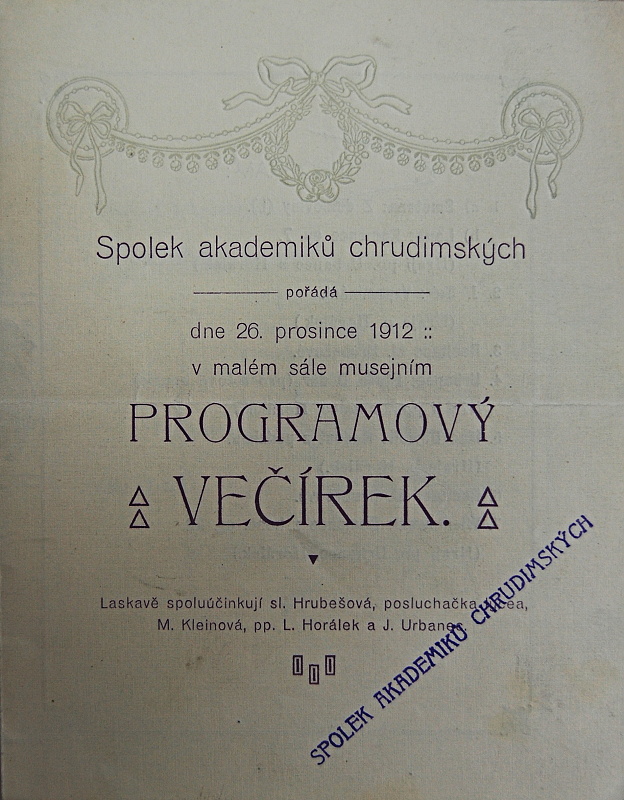 Spolek akademiků chrudimských
pořádá
dne 26. prosince 1912 ::
v malém sále musejním
PROGRAMOVÝ
VEČÍREK.
Laskavě spoluúčinkují sl. Hrubešová, posluchačka lycea,
M. Kleinová, pp. L. Horálek a J. Urbanec.
SPOLEK AKADEMIKŮ CHRUDIMSKÝCH